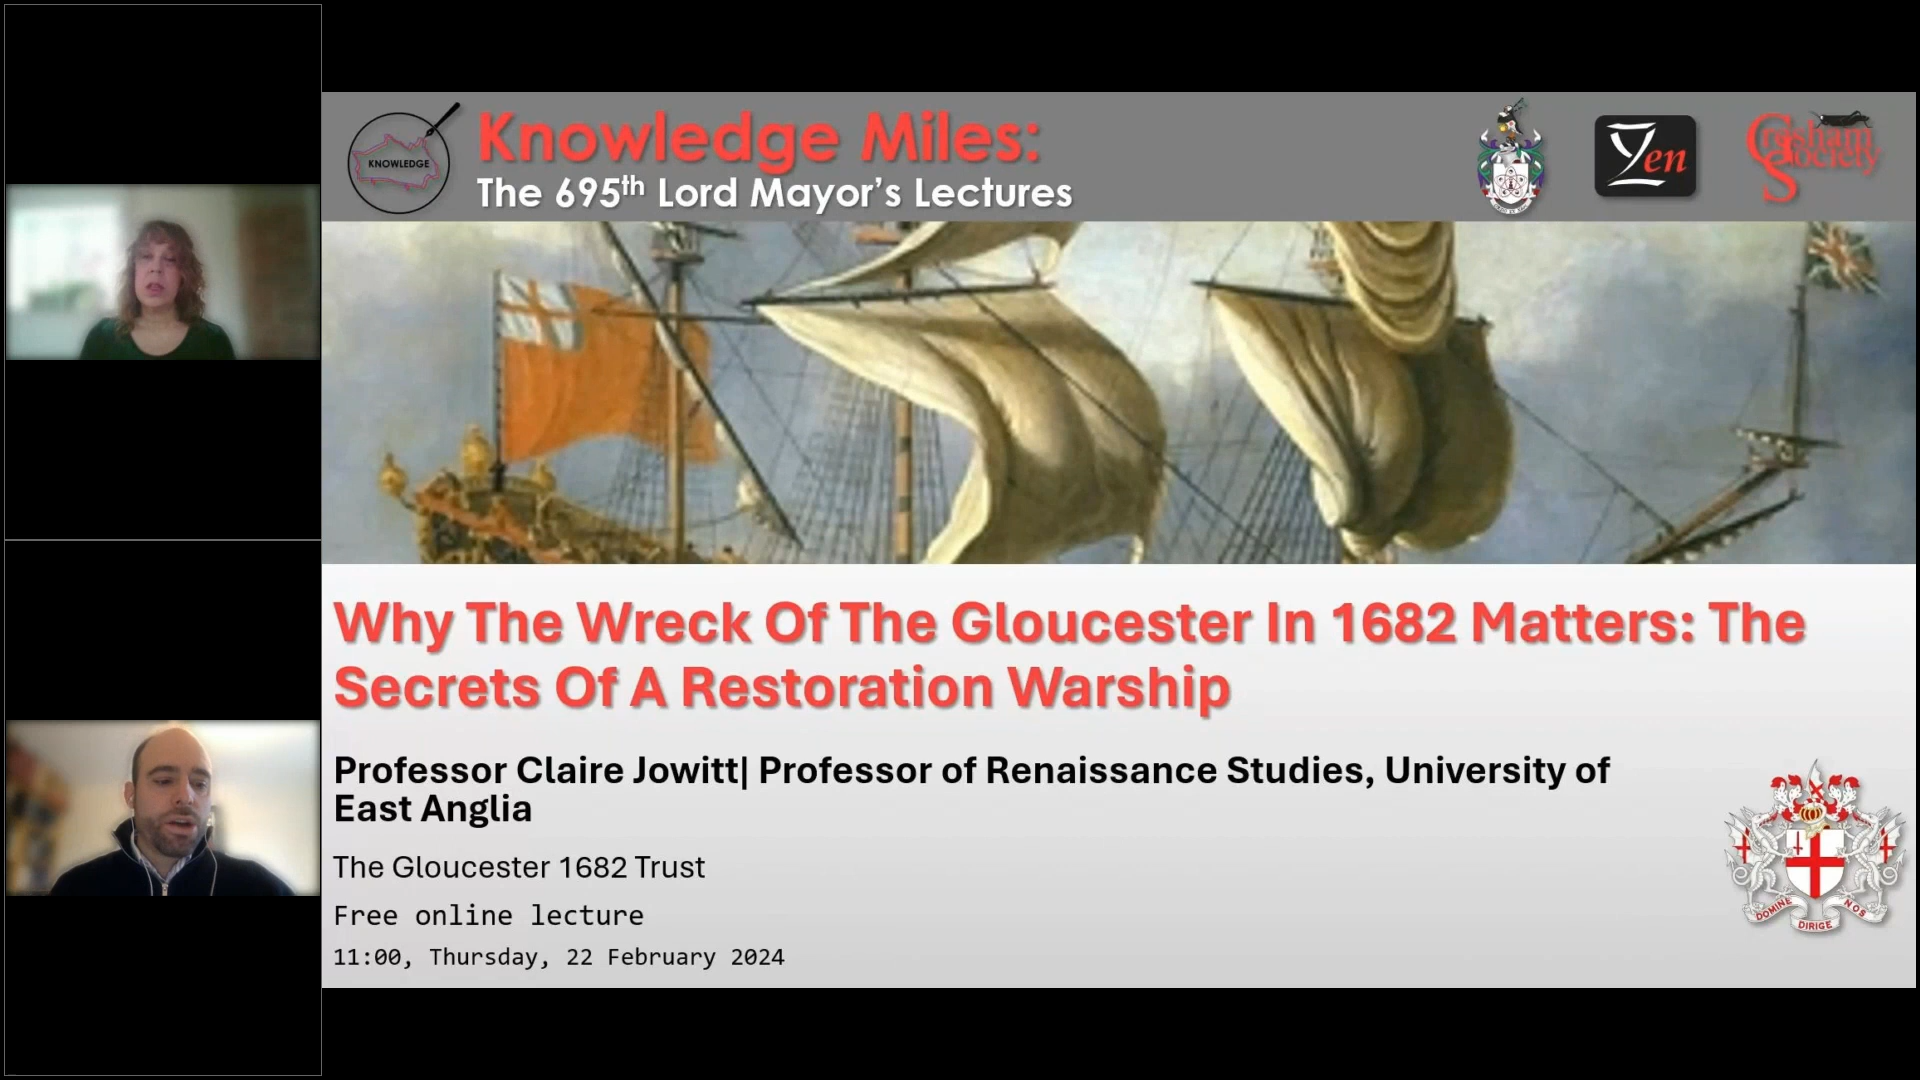 KNOWLEDGE
Knowledge Miles:
The 695th Lord Mayor's Lectures
Yen
Grasham
Society
Why The Wreck Of The Gloucester In 1682 Matters: The
Secrets Of A Restoration Warship
Professor Claire Jowitt| Professor of Renaissance Studies, University of
East Anglia
The Gloucester 1682 Trust
Free online lecture
11:00, Thursday, 22 February 2024
DOMINE DIRIGE NOS